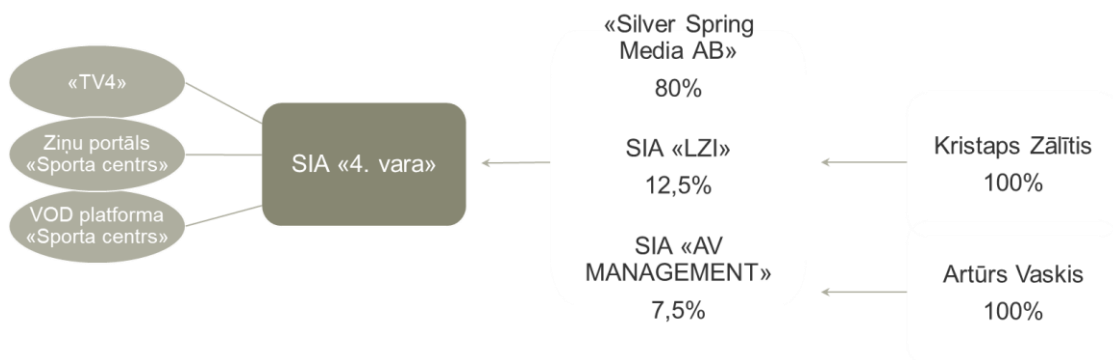 «TV4»
Ziņu portāls
«Sporta centrs»
VOD platforma
«Sporta centrs»
SIA «4. vara»
«Silver Spring
Media AB»
80%
SIA «LZI»
12,5%
SIA «AV
MANAGEMENT»
7,5%
Kristaps Zālītis
100%
Artūrs Vaskis
100%